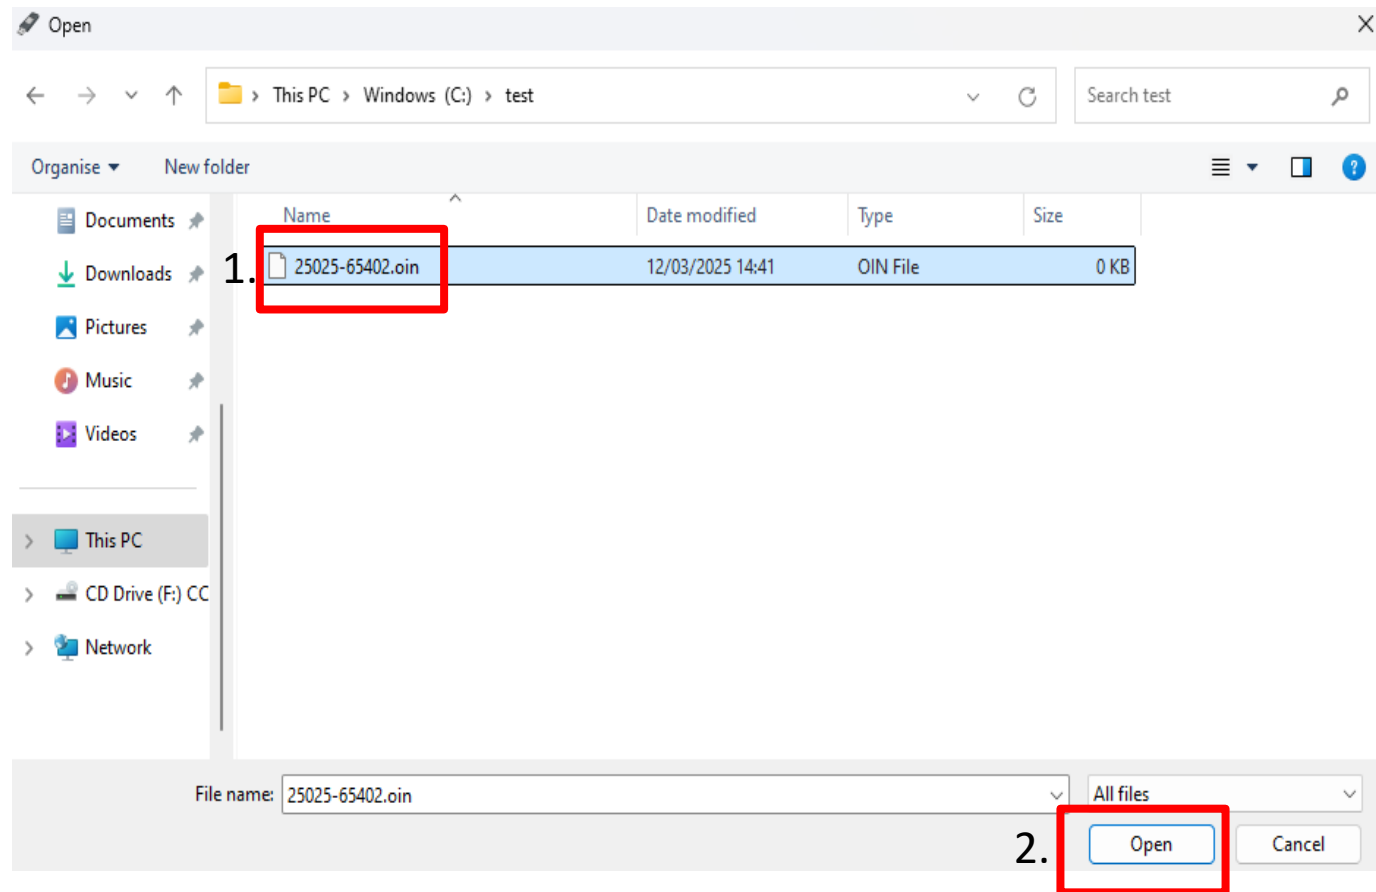 Open
This PC > Windows (C:) > test
Search test
Organise
New folder
Name
Date modified
Type
Size
Documents
Downloads
Pictures
Music
Videos
This PC
CD Drive (F:) CC
Network
1.
25025-65402.oin
12/03/2025 14:41
OIN File
0 KB
File name:
25025-65402.oin
All files
2.
Open
Cancel